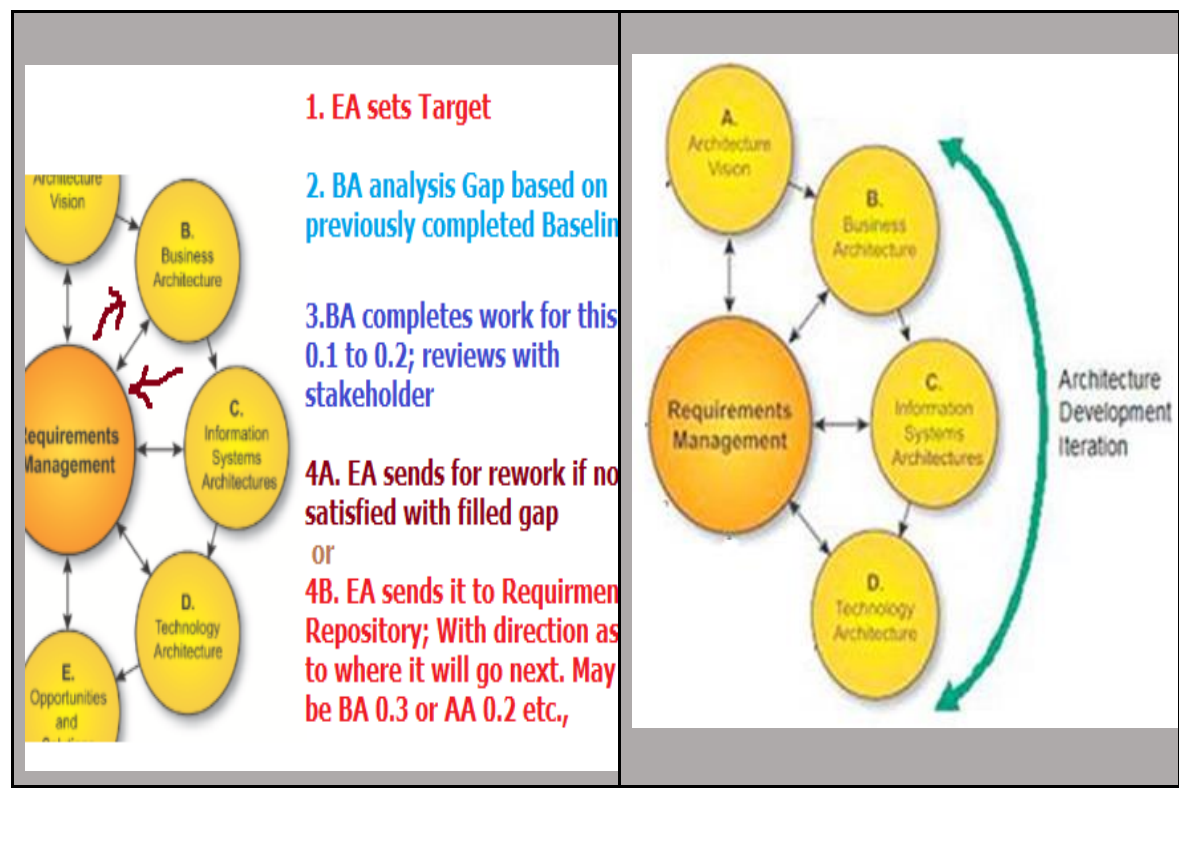 Architecture
Vision
B.
Business
Architecture
equirements
Management
C.
Information
Systems
Architectures
D.
Technology
Architecture
E.
Opportunities
and
1. EA sets Target
2. BA analysis Gap based on
previously completed Baselin
3.BA completes work for this
0.1 to 0.2; reviews with
stakeholder
4A. EA sends for rework if no
satisfied with filled gap
or
4B. EA sends it to Requirmen
Repository; With direction as
to where it will go next. May
be BA 0.3 or AA 0.2 etc.,
A.
Architecture
Vision
B.
Business
Architecture
Requirements
Management
C.
Information
Systems
Architectures
D.
Technology
Architecture
Architecture
Development
Iteration